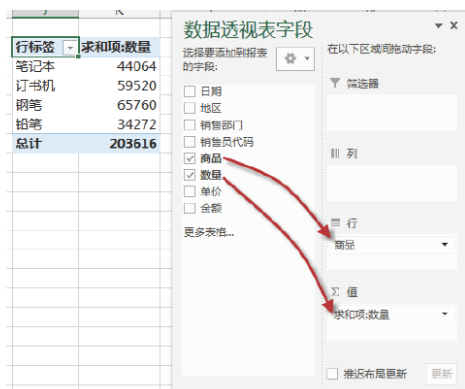 J K
行标签 求和项:数量
笔记本 44064
订书机 59520
钢笔 65760
铅笔 34272
总计 203616
数据透视表字段
选择要添加到报表
的字段:
日期
地区
销售部门
销售员代码
商品
数量
单价
金额
更多表格...
在以下区域间拖动字段:
筛选器
列
行
商品
Σ 值
求和项:数量
推迟布局更新 更新